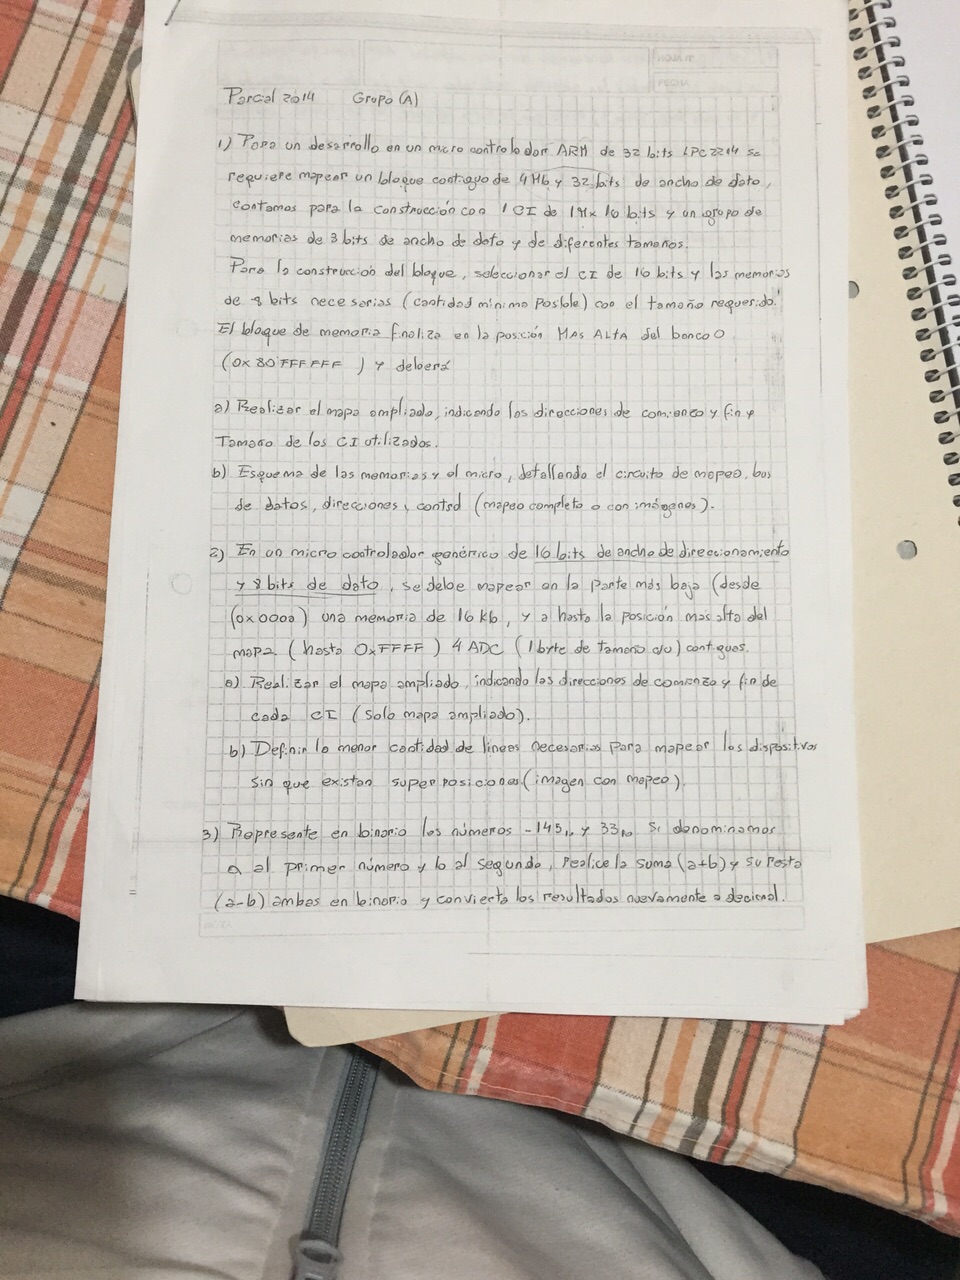 HOJA Nº
FECHA
Parcial 2014 Grupo (A)
1) Para un desarrollo en un micro controlador ARM de 32 bits LPC2214 se
requiere mapear un bloque contiguo de 4Mb y 32 bits de ancho de dato,
contamos para la construcción con 1 CI de 1M x 16 bits y un grupo de
memorias de 8 bits de ancho de dato y de diferentes tamaños.
Para la construcción del bloque, seleccionar el CI de 16 bits y las memorias
de 8 bits necesarias (cantidad mínima posible) con el tamaño requerido.
El bloque de memoria finaliza en la posición MAS ALTA del banco 0
(0x80FFFFFF) y deberá
a) Realizar el mapa ampliado, indicando las direcciones de comienzo y fin y
Tamaño de los CI utilizados.
b) Esquema de las memorias y el micro, detallando el circuito de mapeo, bus
de datos, direcciones y control (mapeo completo o con imágenes).
2) En un micro controlador genérico de 16 bits de ancho de direccionamiento
y 8 bits de dato, se debe mapear en la parte más baja (desde
(0x0000) una memoria de 16 kb, y a hasta la posición mas alta del
mapa (hasta 0xFFFF) 4 ADC (1 byte de tamaño c/u) contiguas.
a) Realizar el mapa ampliado, indicando las direcciones de comienzo y fin de
cada CI (solo mapa ampliado).
b) Definir la menor cantidad de lineas necesarias para mapear los dispositivos
sin que existan superposiciones (imagen con mapeo).
3) Represente en binario los números -145₁₀ y 33₁₀ Si denominamos
a al primer número y b al segundo, realice la suma (a+b) y su resta
(a-b) ambas en binario y convierta los resultados nuevamente a decimal.